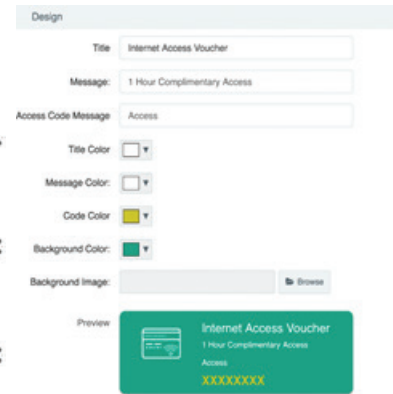 Design
Title Internet Access Voucher
Message: 1 Hour Complimentary Access
Access Code Message Access
Title Color
Message Color:
Code Color
Background Color:
Background Image: Browse
Preview
Internet Access Voucher
1 Hour Complimentary Access
Access
XXXXXXXX